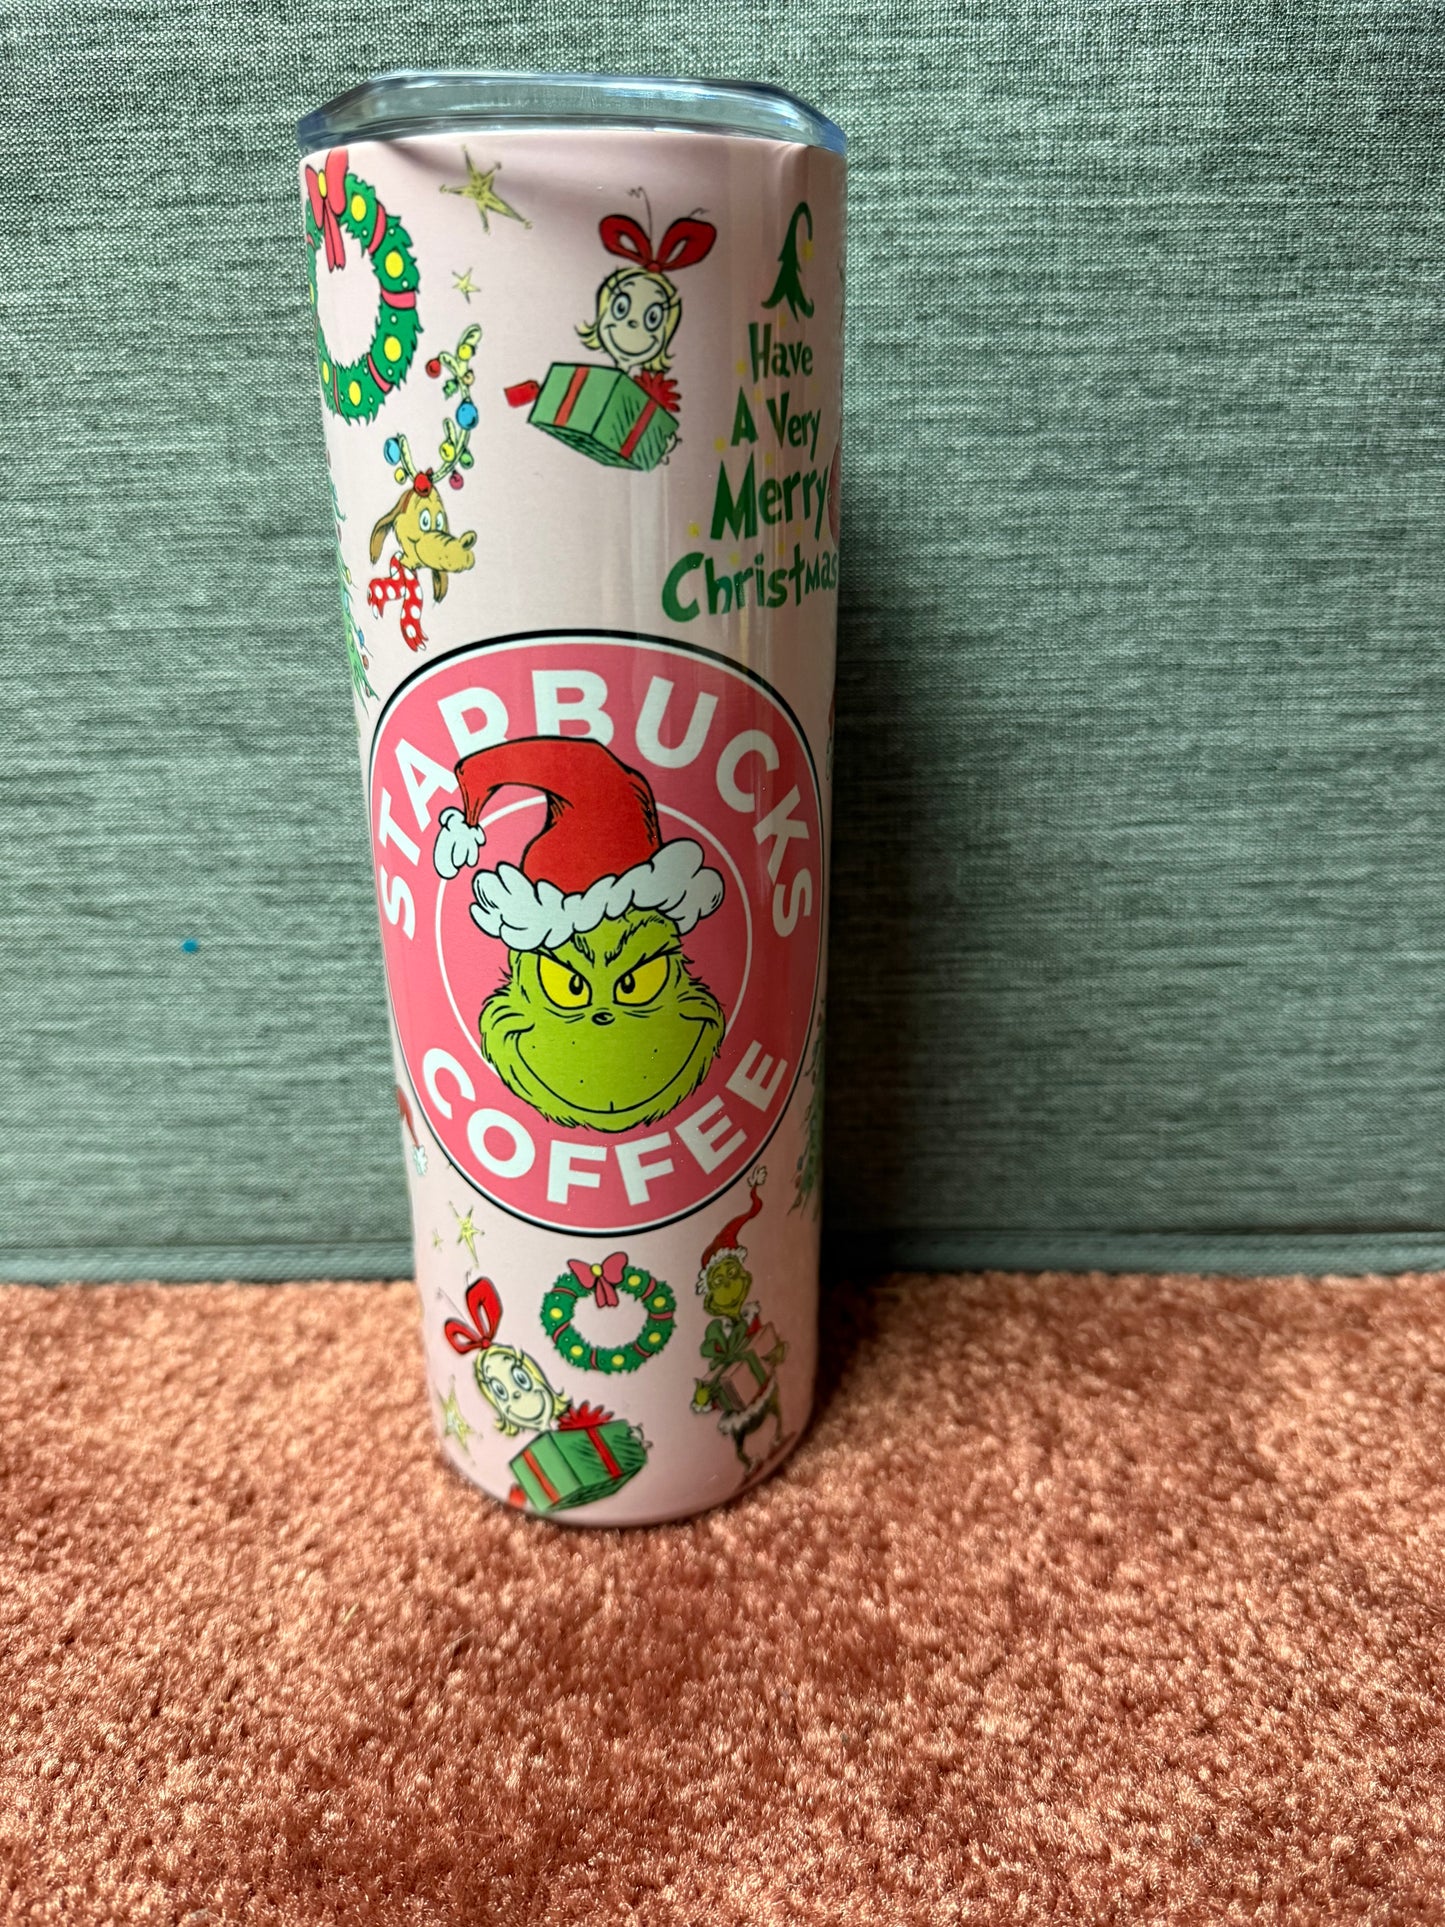 Have
A Very
Merry
Christmas
STARBUCKS
COFFEE